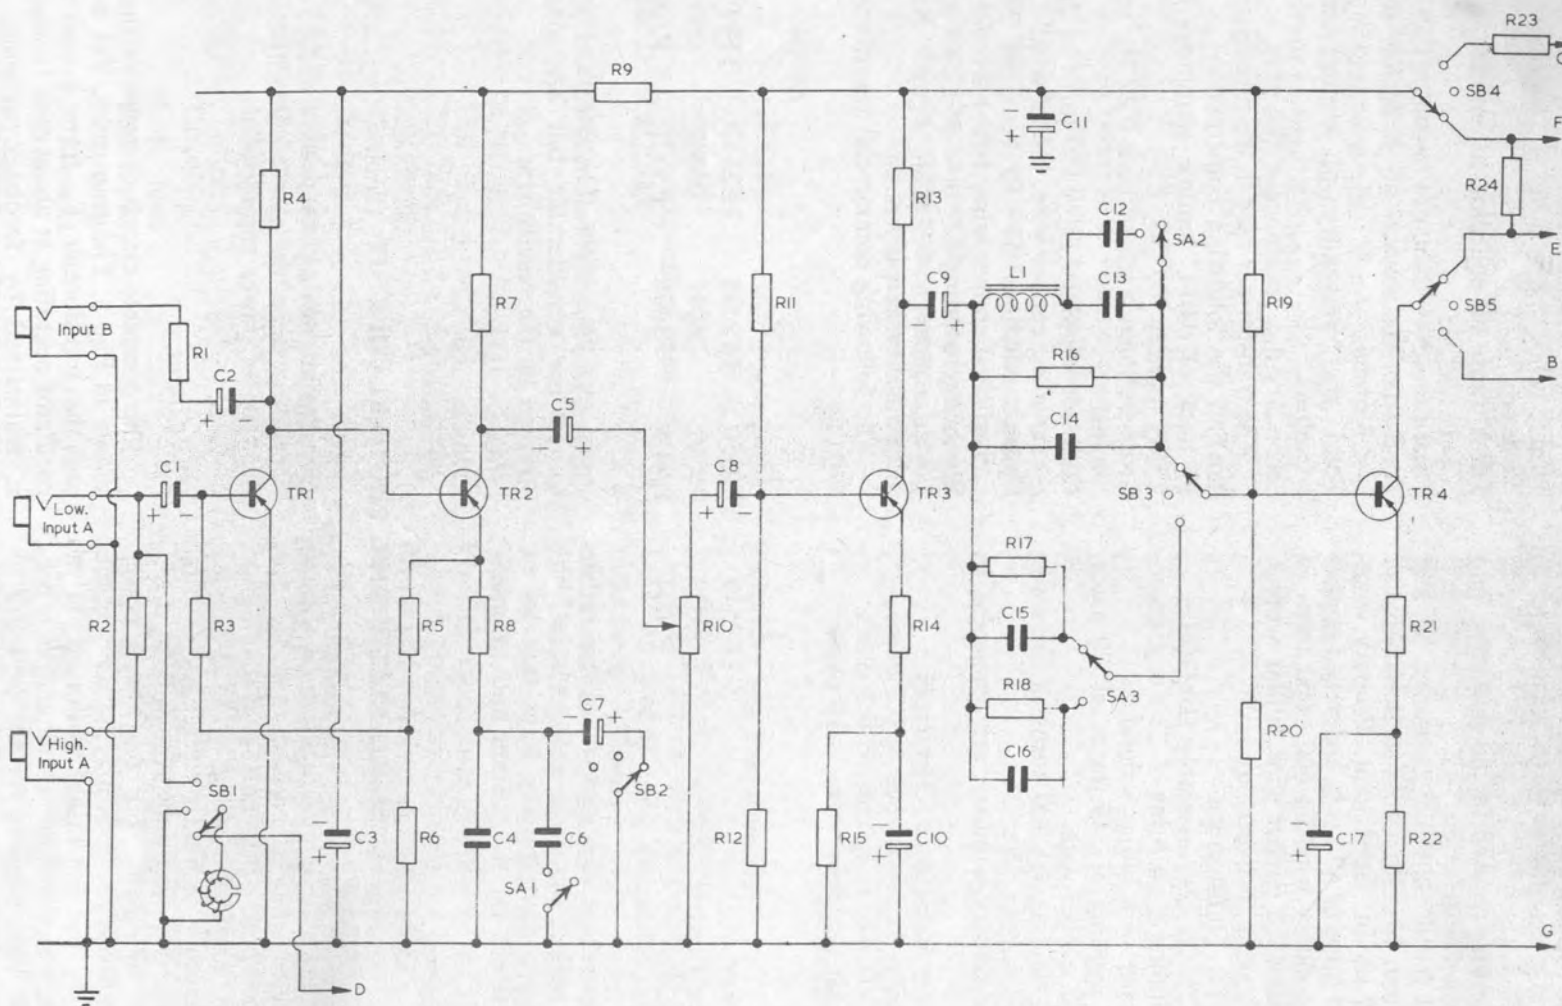 R23
C
R9
SB4
F
C11
R4
R13
R24
C12
SA2
E
R7
R11
C9
L1
C13
R19
SB5
Input B
R1
C2
R16
B
C5
C14
C1
C8
TR1
TR2
TR3
SB3
TR4
Low.
Input A
R17
R2
R3
R5
R8
R10
R14
C15
R21
R18
SA3
High.
Input A
C7
R20
C16
SB1
SB2
C3
R6
C4
C6
R12
R15
C10
C17
R22
SA1
G
D